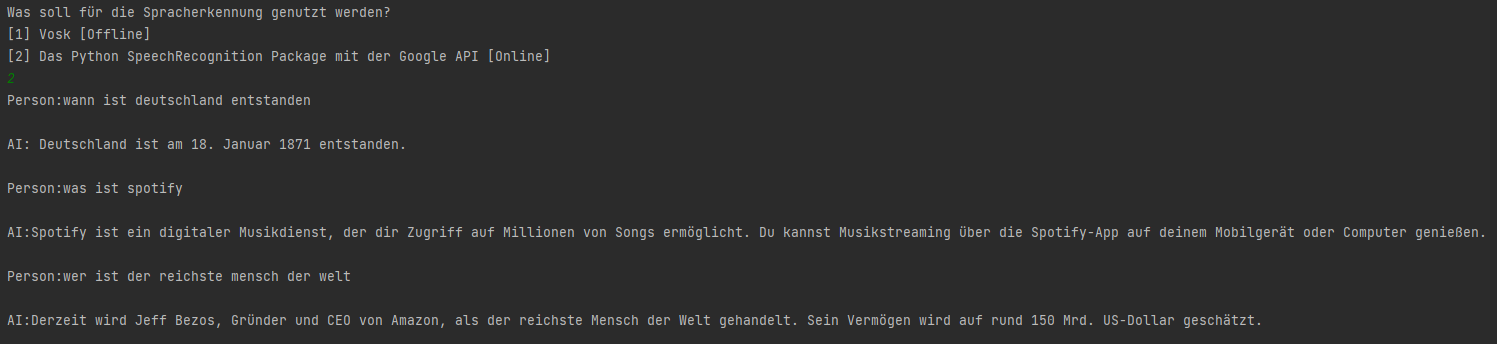 Was soll für die Spracherkennung genutzt werden?
[1] Vosk [Offline]
[2] Das Python SpeechRecognition Package mit der Google API [Online]
2
Person:wann ist deutschland entstanden
AI: Deutschland ist am 18. Januar 1871 entstanden.
Person:was ist spotify
AI:Spotify ist ein digitaler Musikdienst, der dir Zugriff auf Millionen von Songs ermöglicht. Du kannst Musikstreaming über die Spotify-App auf deinem Mobilgerät oder Computer genießen.
Person:wer ist der reichste mensch der welt
AI:Derzeit wird Jeff Bezos, Gründer und CEO von Amazon, als der reichste Mensch der Welt gehandelt. Sein Vermögen wird auf rund 150 Mrd. US-Dollar geschätzt.